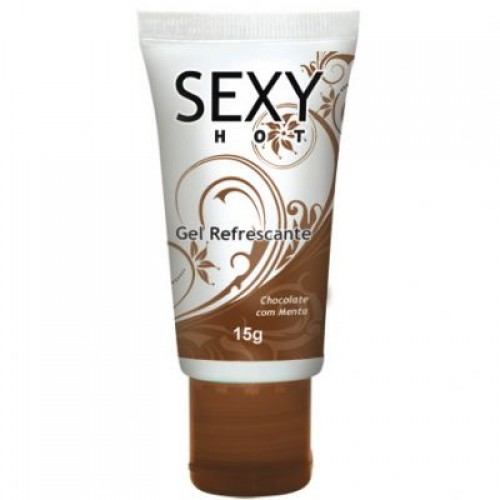 SEXY
HOT
Gel Refrescante
Chocolate
com Menta
15g